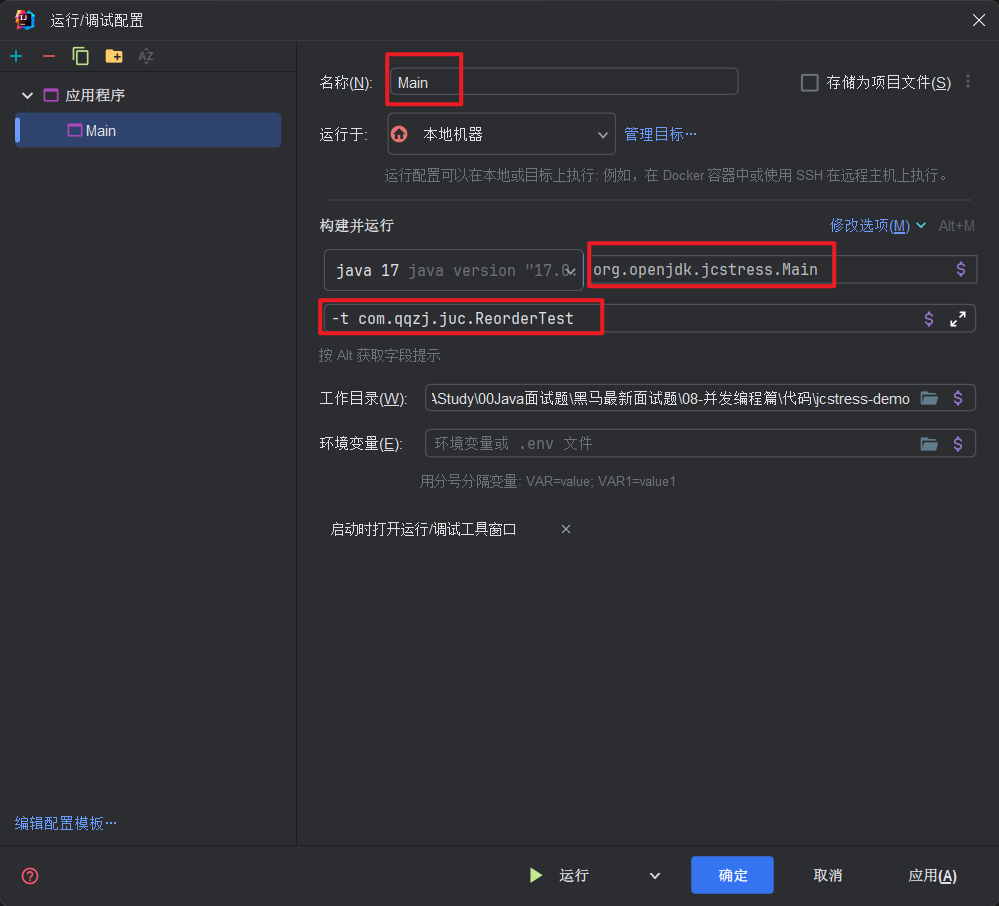 运行/调试配置
应用程序
Main
名称(N): Main 存储为项目文件(S)
运行于: 本地机器 管理目标…
运行配置可以在本地或目标上执行: 例如，在 Docker 容器中或使用 SSH 在远程主机上执行。
构建并运行 修改选项(M) Alt+M
java 17 java version "17.0 org.openjdk.jcstress.Main
-t com.qqzj.juc.ReorderTest
按 Alt 获取字段提示
工作目录(W): \Study\00Java面试题\黑马最新面试题\08-并发编程篇\代码\jcstress-demo
环境变量(E): 环境变量或 .env 文件
用分号分隔变量: VAR=value; VAR1=value1
启动时打开运行/调试工具窗口
编辑配置模板…
运行 确定 取消 应用(A)